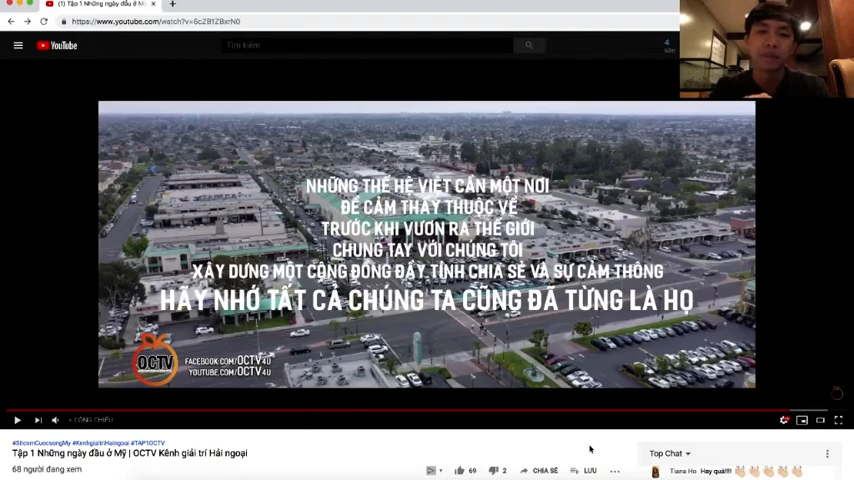 (1) Tập 1 Những ngày đầu ở Mỹ
https://www.youtube.com/watch?v=6cZB1ZBxrN0
YouTube
Tìm kiếm
4
NHỮNG THẾ HỆ VIỆT CẦN MỘT NƠI
ĐỂ CẢM THẤY THUỘC VỀ
TRƯỚC KHI VƯƠN RA THẾ GIỚI
CHUNG TAY VỚI CHÚNG TÔI
XÂY DỰNG MỘT CỘNG ĐỒNG ĐẦY TÌNH CHIA SẺ VÀ SỰ CẢM THÔNG
HÃY NHỚ TẤT CẢ CHÚNG TA CŨNG ĐÃ TỪNG LÀ HỌ
OCTV
FACEBOOK.COM/OCTV4U
YOUTUBE.COM/OCTV4U
CÔNG CHIẾU
#SitcomCuocsongMy #KenhgiaitriHaingoai #TAP1OCTV
Tập 1 Những ngày đầu ở Mỹ | OCTV Kênh giải trí Hải ngoại
68 người đang xem
69
2
CHIA SẺ
LƯU
Top Chat
Tiana Ho Hay quá!!!